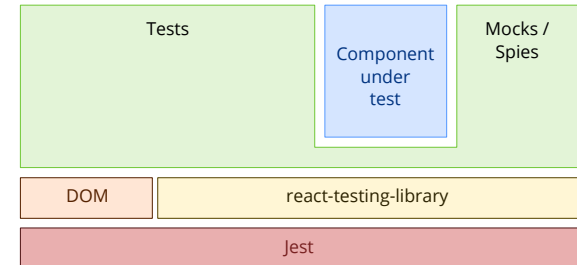 Tests
Component
under
test
Mocks /
Spies
DOM
react-testing-library
Jest